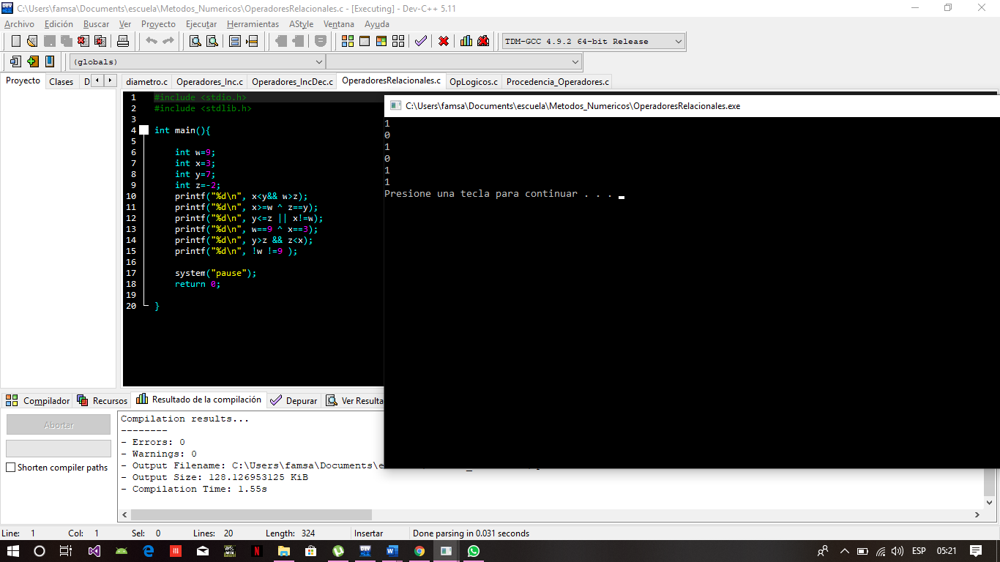 C:\Users\famsa\Documents\escuela\Metodos_Numericos\OperadoresRelacionales.c - [Executing] - Dev-C++ 5.11
Archivo Edición Buscar Ver Proyecto Ejecutar Herramientas AStyle Ventana Ayuda
TDM-GCC 4.9.2 64-bit Release
(globals)
Proyecto Clases D
diametro.c Operadores_Inc.c Operadores_IncDec.c OperadoresRelacionales.c OpLogicos.c Procedencia_Operadores.c
1 #include <stdio.h>
2 #include <stdlib.h>
3
4 int main(){
5
6 int w=9;
7 int x=3;
8 int y=7;
9 int z=-2;
10 printf("%d\n", x<y&& w>z);
11 printf("%d\n", x>=w ^ z==y);
12 printf("%d\n", y<=z || x!=w);
13 printf("%d\n", w==9 ^ x==3);
14 printf("%d\n", y>z && z<x);
15 printf("%d\n", !w !=9 );
16
17 system("pause");
18 return 0;
19
20 }
C:\Users\famsa\Documents\escuela\Metodos_Numericos\OperadoresRelacionales.exe
1
0
1
0
1
1
Presione una tecla para continuar . . .
Compilador Recursos Resultado de la compilación Depurar Ver Resulta
Abortar
Shorten compiler paths
Compilation results...
--------
- Errors: 0
- Warnings: 0
- Output Filename: C:\Users\famsa\Documents\e
- Output Size: 128.126953125 KiB
- Compilation Time: 1.55s
Line: 1 Col: 1 Sel: 0 Lines: 20 Length: 324 Insertar Done parsing in 0.031 seconds
ESP 05:21